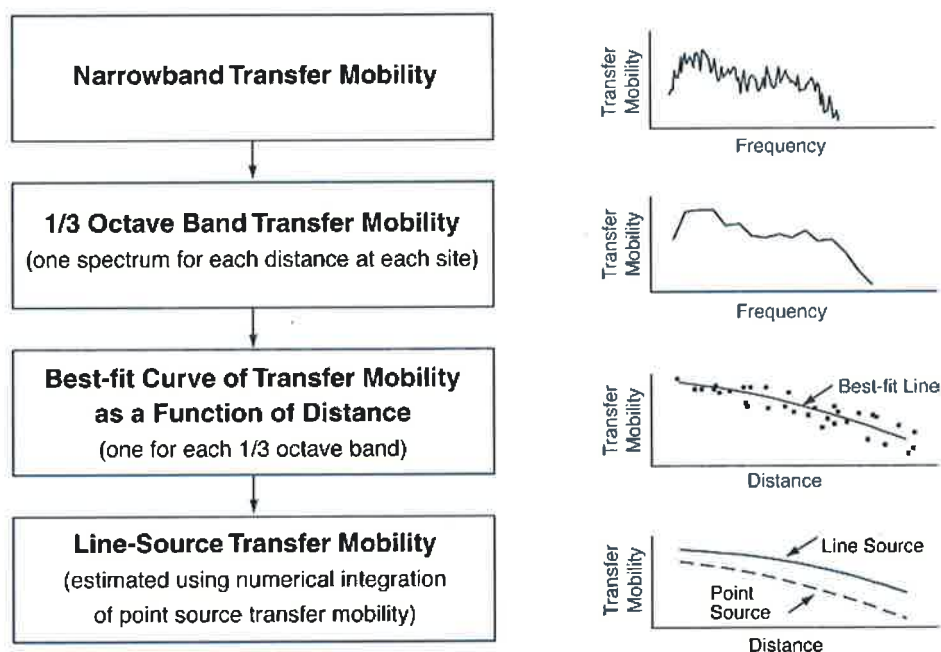 Narrowband Transfer Mobility
Transfer
Mobility
Frequency
1/3 Octave Band Transfer Mobility
(one spectrum for each distance at each site)
Transfer
Mobility
Frequency
Best-fit Curve of Transfer Mobility
as a Function of Distance
(one for each 1/3 octave band)
Transfer
Mobility
Best-fit Line
Distance
Line-Source Transfer Mobility
(estimated using numerical integration
of point source transfer mobility)
Transfer
Mobility
Line Source
Point
Source
Distance